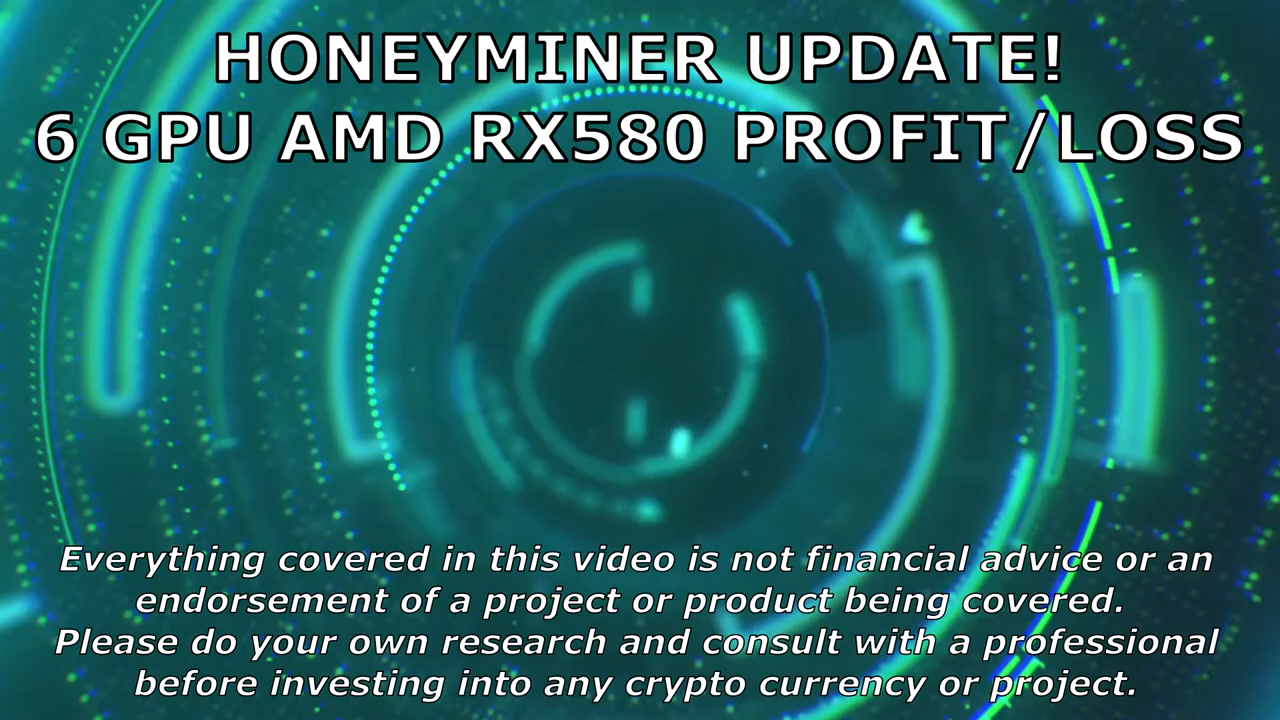 HONEYMINER UPDATE!
6 GPU AMD RX580 PROFIT/LOSS
Everything covered in this video is not financial advice or an
endorsement of a project or product being covered.
Please do your own research and consult with a professional
before investing into any crypto currency or project.